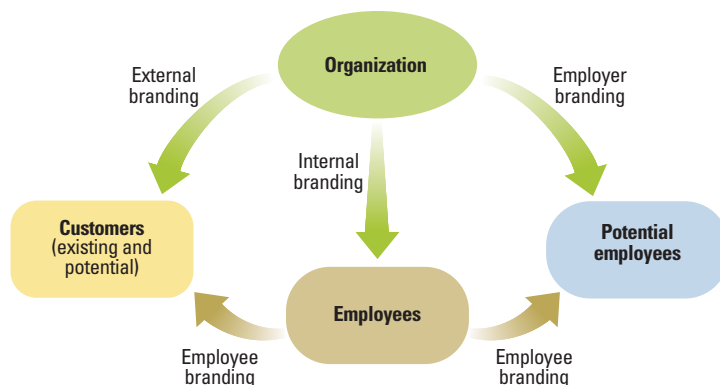 Organization
External
branding
Employer
branding
Internal
branding
Customers
(existing and
potential)
Potential
employees
Employees
Employee
branding
Employee
branding